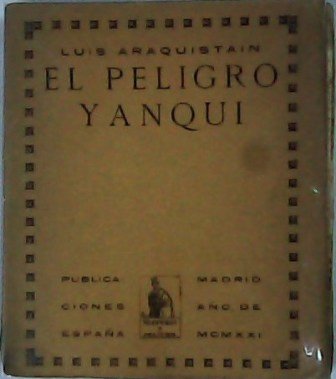 LUIS ARAQUISTAIN
EL PELIGRO
YANQUI
PUBLICA- MADRID
CIONES AÑO DE
ESPAÑA MCMXXI